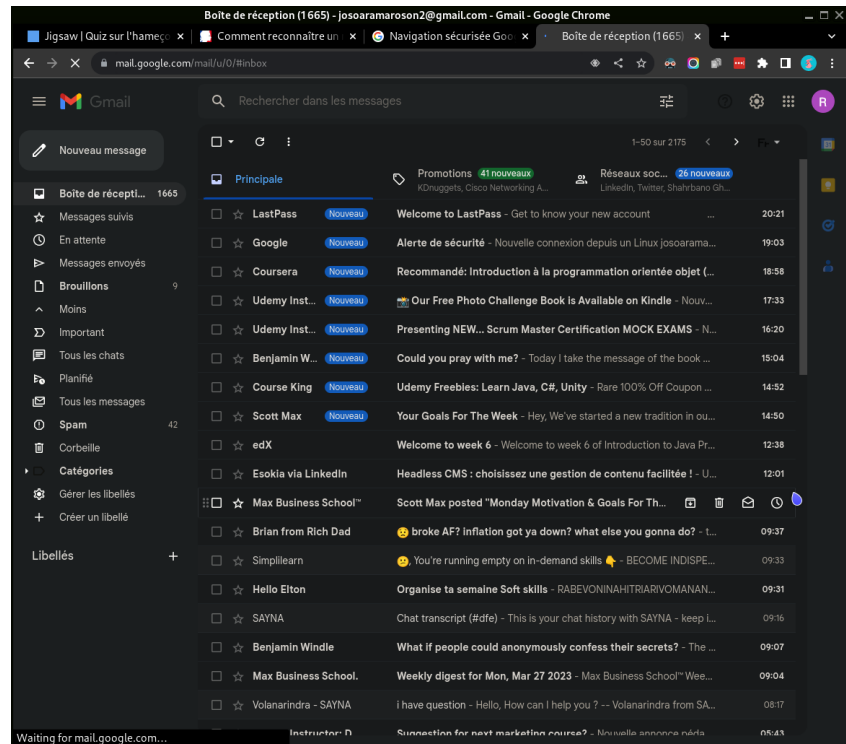 Boîte de réception (1 665) - josoaramaroson2@gmail.com - Gmail - Google Chrome
Jigsaw | Quiz sur l'hameço
Comment reconnaître un
Navigation sécurisée Goo
Boîte de réception (1 665)
mail.google.com/mail/u/0/#inbox
Gmail
Rechercher dans les messages
R
Nouveau message
1–50 sur 2175
Principale
Promotions 41 nouveaux
KDnuggets, Cisco Networking A...
Réseaux soc... 26 nouveaux
LinkedIn, Twitter, Shahrbano Gh...
Boîte de récepti... 1665
Messages suivis
En attente
Messages envoyés
Brouillons 9
Moins
Important
Tous les chats
Planifié
Tous les messages
Spam 42
Corbeille
Catégories
Gérer les libellés
Créer un libellé
Libellés
LastPass Nouveau Welcome to LastPass - Get to know your new account ... 20:21
Google Nouveau Alerte de sécurité - Nouvelle connexion depuis un Linux josoarama... 19:03
Coursera Nouveau Recommandé: Introduction à la programmation orientée objet (... 18:58
Udemy Inst... Nouveau 📸 Our Free Photo Challenge Book is Available on Kindle - Nouv... 17:33
Udemy Inst... Nouveau Presenting NEW... Scrum Master Certification MOCK EXAMS - N... 16:20
Benjamin W... Nouveau Could you pray with me? - Today I take the message of the book ... 15:04
Course King Nouveau Udemy Freebies: Learn Java, C#, Unity - Rare 100% Off Coupon ... 14:52
Scott Max Nouveau Your Goals For The Week - Hey, We've started a new tradition in ou... 14:50
edX Welcome to week 6 - Welcome to week 6 of Introduction to Java Pr... 12:38
Esokia via LinkedIn Headless CMS : choisissez une gestion de contenu facilitée ! - U... 12:01
Max Business School™ Scott Max posted "Monday Motivation & Goals For Th...
Brian from Rich Dad 😟 broke AF? inflation got ya down? what else you gonna do? - t... 09:37
Simplilearn 😕, You're running empty on in-demand skills 👇 - BECOME INDISPE... 09:33
Hello Elton Organise ta semaine Soft skills - RABEVONINAHITRIARIVOMANAN... 09:31
SAYNA Chat transcript (#dfe) - This is your chat history with SAYNA - keep i... 09:16
Benjamin Windle What if people could anonymously confess their secrets? - The ... 09:07
Max Business School. Weekly digest for Mon, Mar 27 2023 - Max Business School™ Wee... 09:04
Volanarindra - SAYNA i have question - Hello, How can I help you ? -- Volanarindra from SA... 08:17
Instructor: D Suggestion for next marketing course? - Nouvelle annonce péda 05:43
Waiting for mail.google.com...